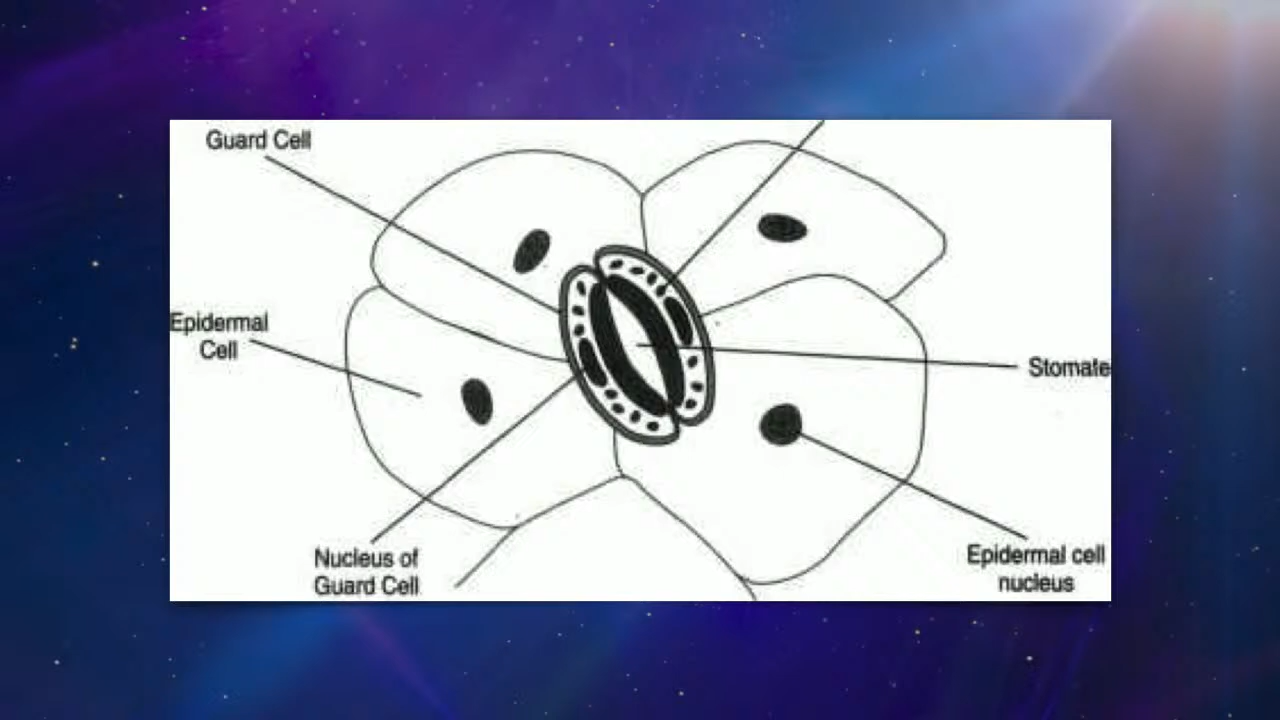 Guard Cell
Epidermal
Cell
Stomate
Nucleus of
Guard Cell
Epidermal cell
nucleus